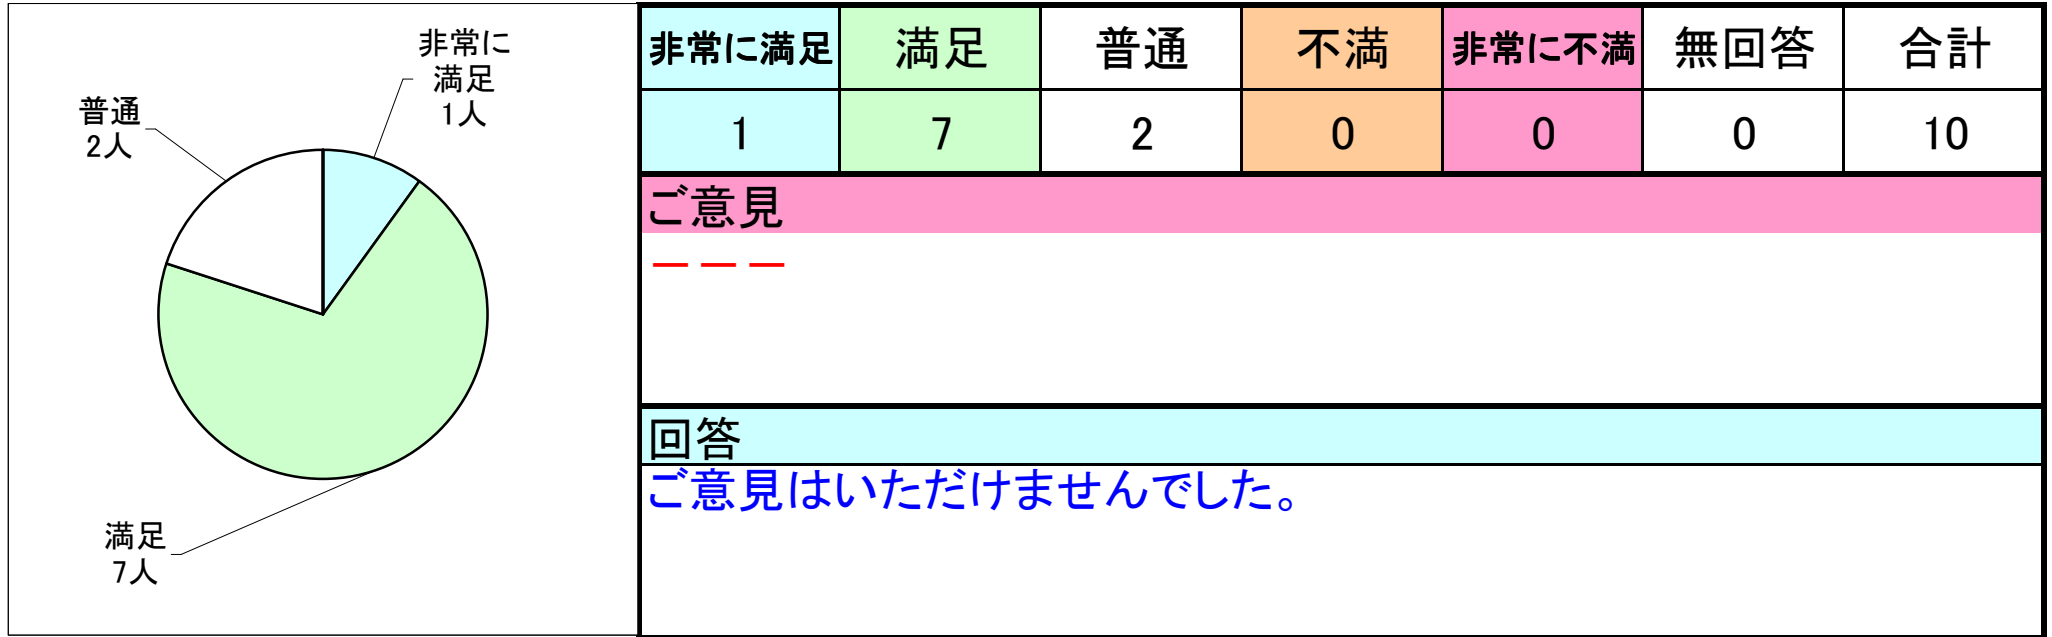 非常に
満足
1人
普通
2人
満足
7人
非常に満足 満足 普通 不満 非常に不満 無回答 合計
1 7 2 0 0 0 10
ご意見
ーーー
回答
ご意見はいただけませんでした。